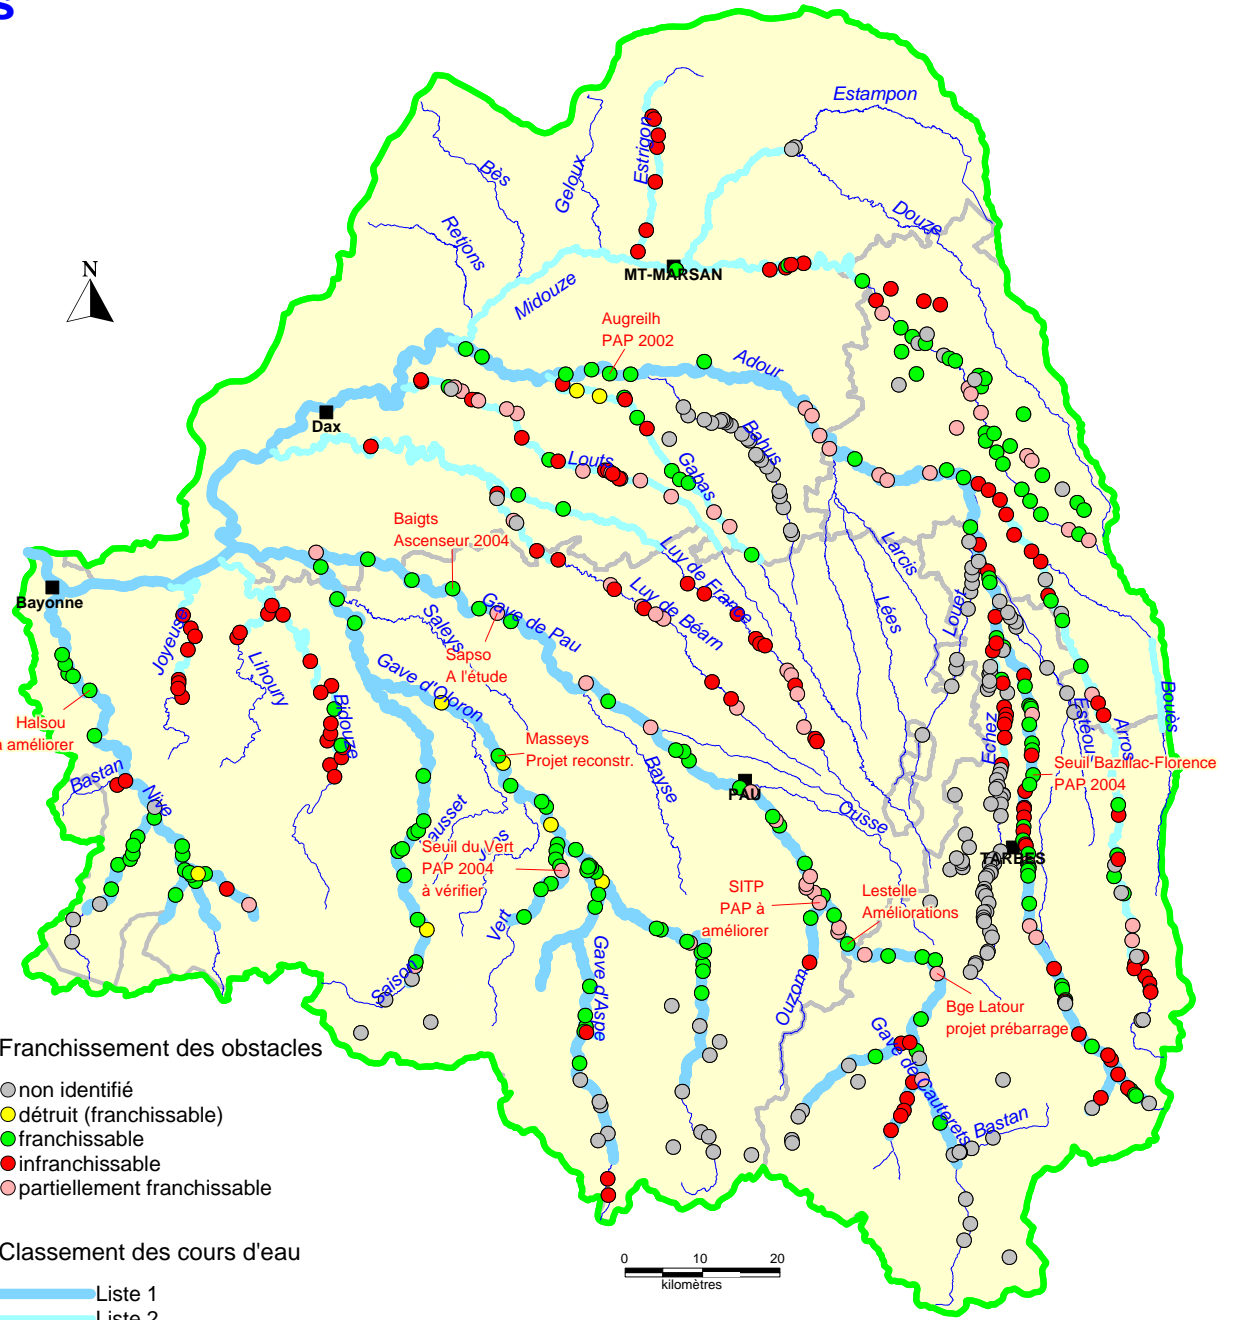 s
Estampon
Estrigon
Geloux
Bès
Douze
Retjons
N
MT-MARSAN
Midouze
Augreilh
PAP 2002
Adour
Dax
Bahus
Louts
Gabas
Baigts
Ascenseur 2004
Larcis
Luy de France
Luy de Béarn
Lées
Louet
Bayonne
Gave de Pau
Saleys
Joyeuse
Sapso
A l'étude
Lihoury
Gave d'Oloron
Bidouze
Bouès
Estéou
Arros
Echez
Halsou
à améliorer
Masseys
Projet reconstr.
Bayse
Seuil Bazillac-Florence
PAP 2004
Bastan
Nive
PAU
Ousse
ausset
Seuil du Vert
PAP 2004
à vérifier
TARBES
SITP
PAP à
améliorer
Lestelle
Améliorations
Vert
Saison
Gave d'Aspe
Ouzom
Bge Latour
projet prébarrage
Gave de Cauterets
Bastan
Franchissement des obstacles
non identifié
détruit (franchissable)
franchissable
infranchissable
partiellement franchissable
Classement des cours d'eau
Liste 1
Liste 2
0 10 20
kilomètres